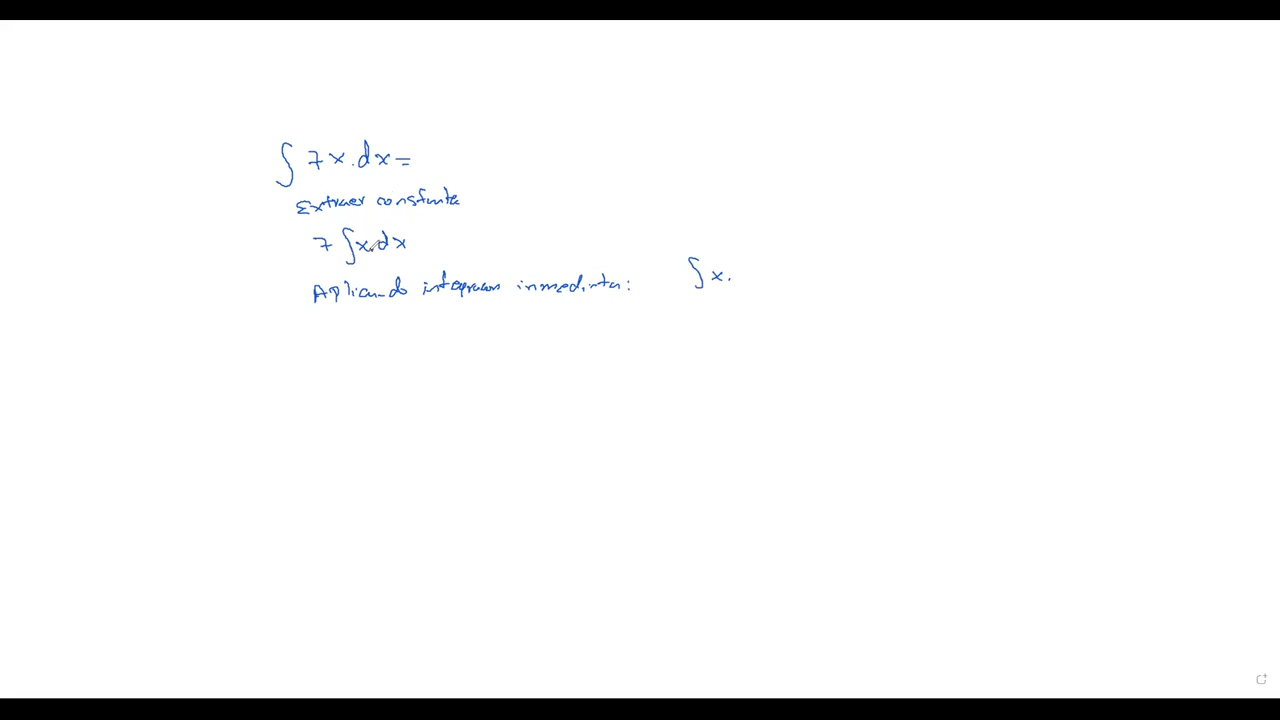 ∫ 7x.dx =
Extraer constante
7 ∫x.dx
Aplicando integracion inmediata: ∫ x.